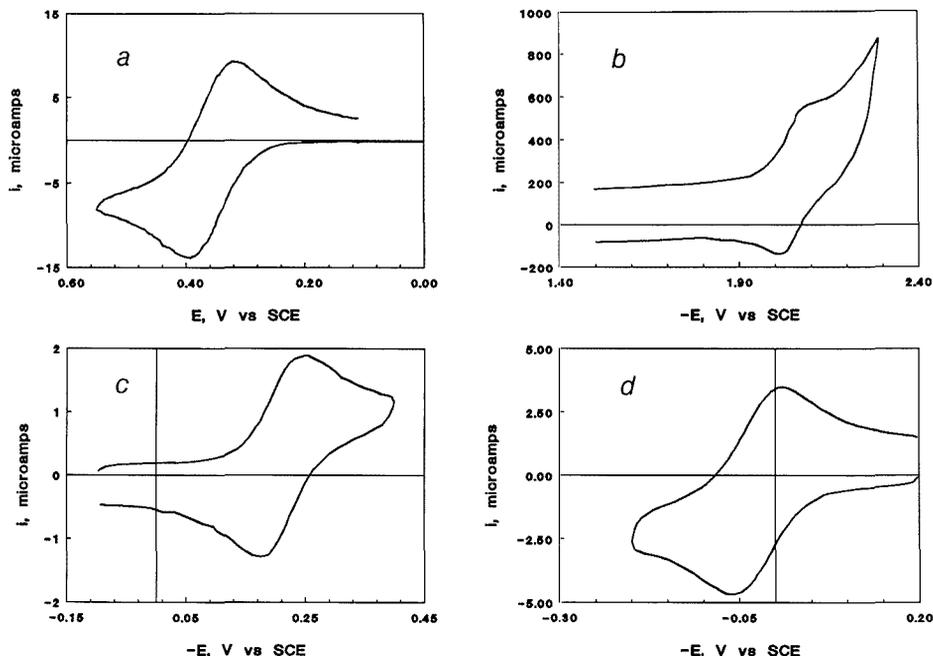 15
a
5
-5
-15
0.60
0.40
0.20
0.00
i, microamps
E, V vs SCE
1000
b
800
600
400
200
0
-200
1.40
1.90
2.40
i, microamps
-E, V vs SCE
2
c
1
0
-1
-2
-0.15
0.05
0.25
0.45
i, microamps
-E, V vs SCE
5.00
d
2.50
0.00
-2.50
-5.00
-0.30
-0.05
0.20
i, microamps
-E, V vs SCE